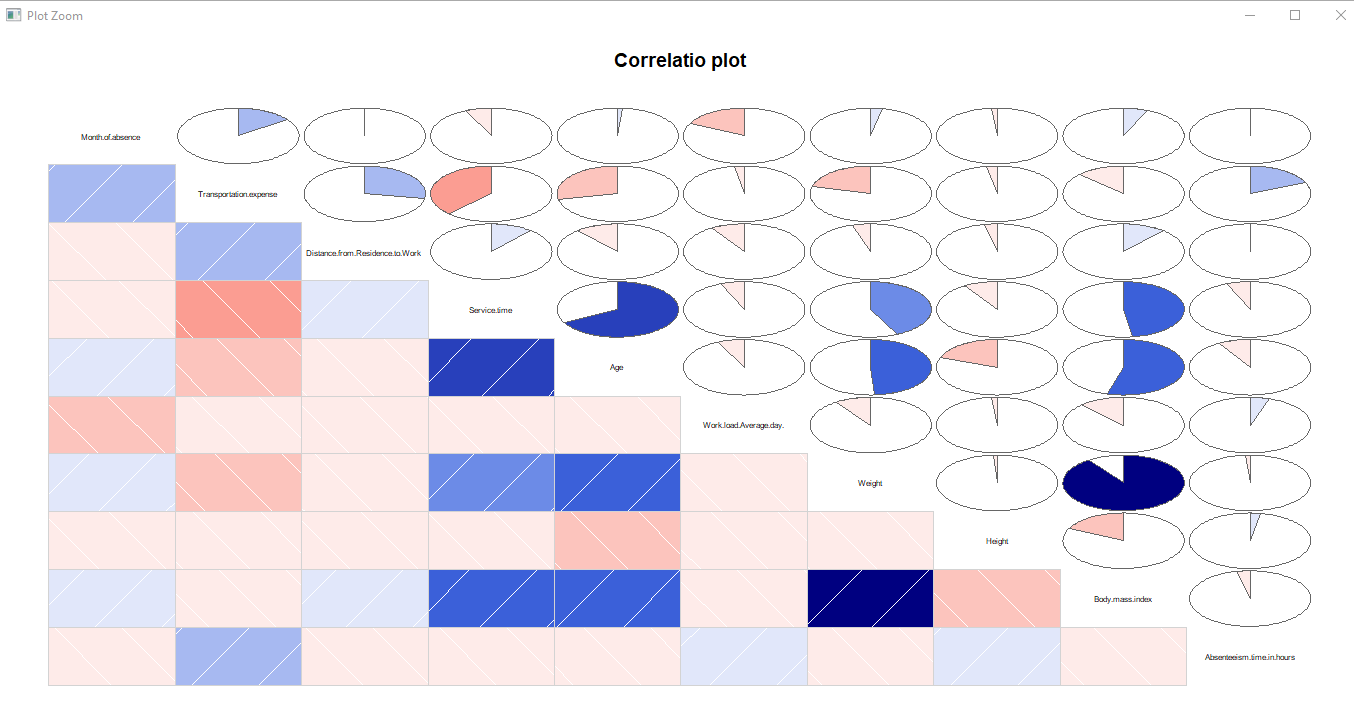 Plot Zoom
Correlatio plot
Month.of.absence
Transportation.expense
Distance.from.Residence.to.Work
Service.time
Age
Work.load.Average.day.
Weight
Height
Body.mass.index
Absenteeism.time.in.hours